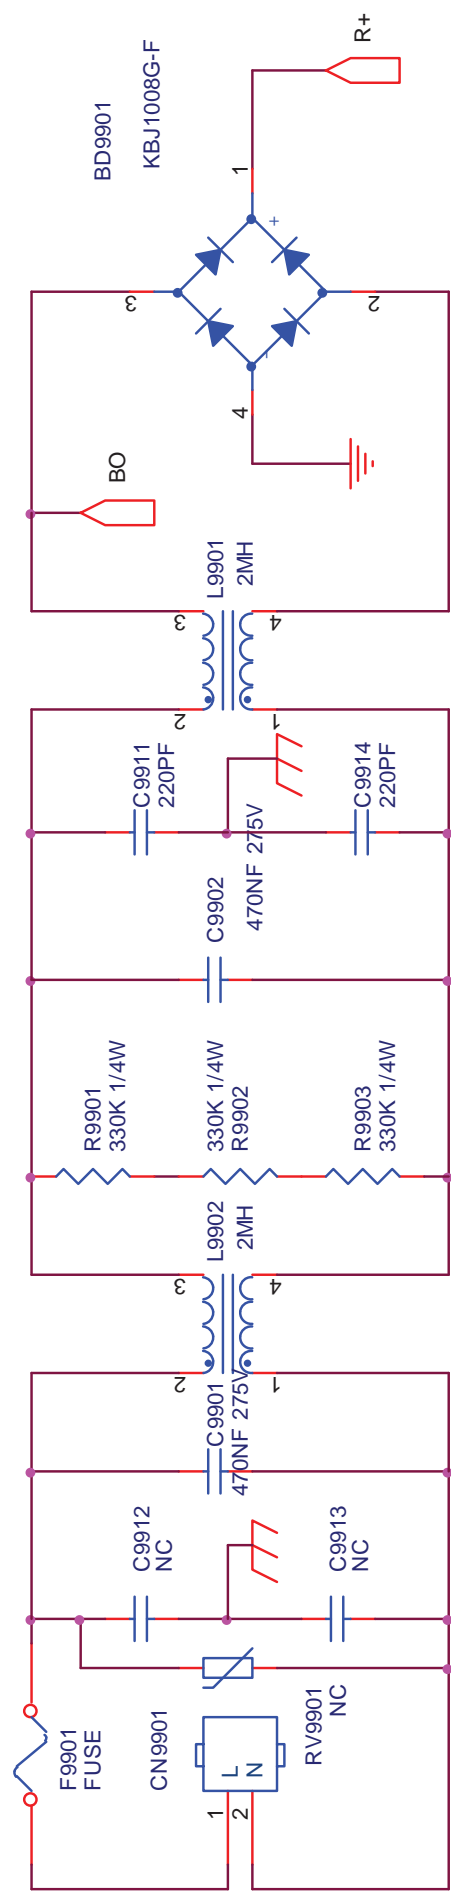 F9901
FUSE
CN9901
L
N
1
2
RV9901
NC
C9912
NC
C9913
NC
C9901
470NF 275V
L9902
2MH
2
3
1
4
R9901
330K 1/4W
330K 1/4W
R9902
R9903
330K 1/4W
C9902
470NF 275V
C9911
220PF
C9914
220PF
L9901
2MH
2
3
1
4
BO
BD9901
KBJ1008G-F
3
1
4
2
+
-
R+